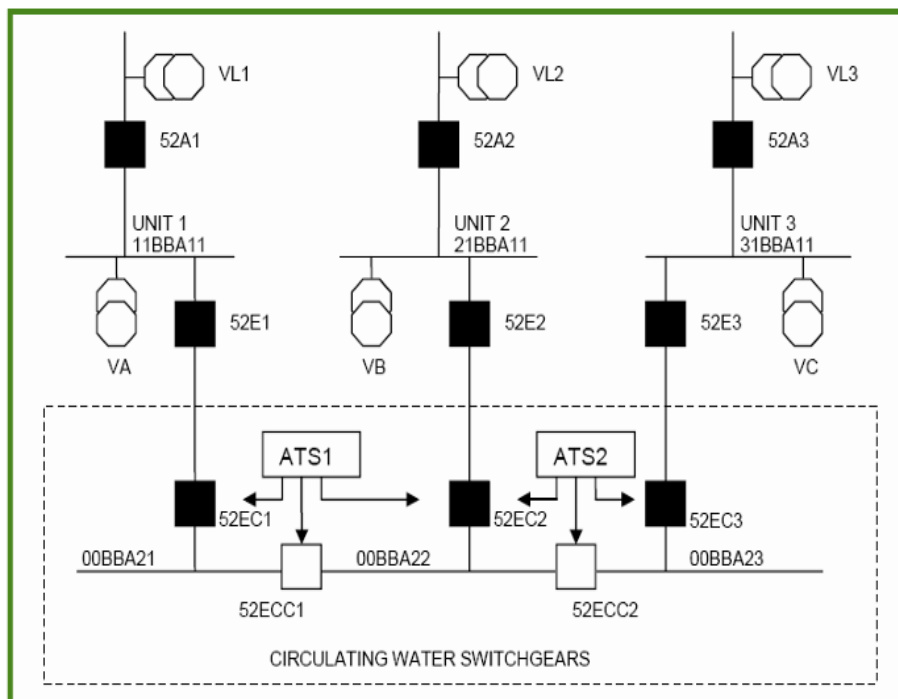 VL1
VL2
VL3
52A1
52A2
52A3
UNIT 1
11BBA11
UNIT 2
21BBA11
UNIT 3
31BBA11
52E1
52E2
52E3
VA
VB
VC
ATS1
ATS2
52EC1
52EC2
52EC3
00BBA21
00BBA22
00BBA23
52ECC1
52ECC2
CIRCULATING WATER SWITCHGEARS